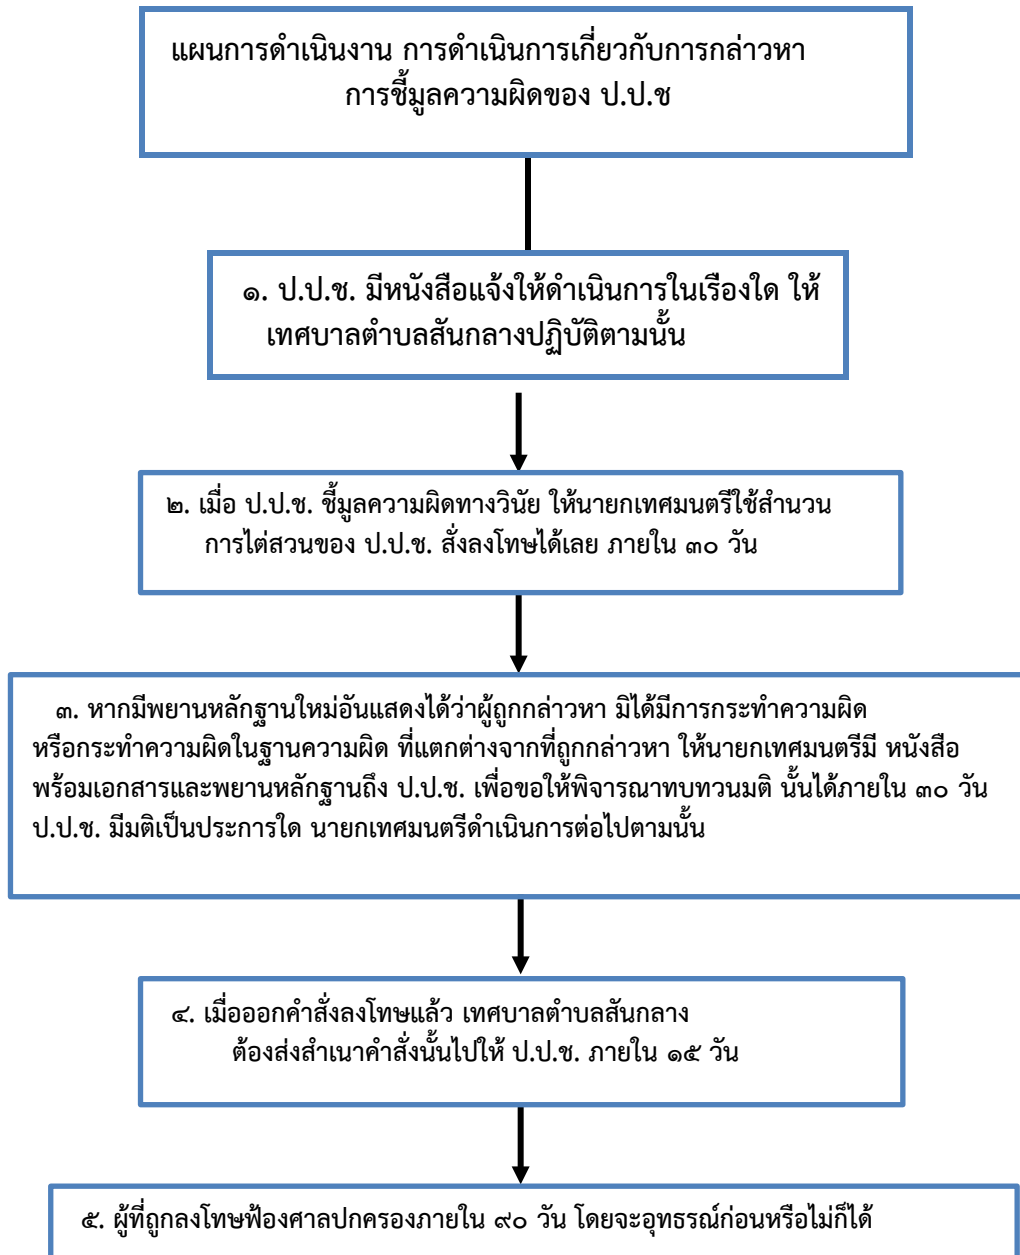 แผนการดำเนินงาน การดำเนินการเกี่ยวกับการกล่าวหา
การชี้มูลความผิดของ ป.ป.ช
๑. ป.ป.ช. มีหนังสือแจ้งให้ดำเนินการในเรื่องใด ให้
เทศบาลตำบลสันกลางปฏิบัติตามนั้น
๒. เมื่อ ป.ป.ช. ชี้มูลความผิดทางวินัย ให้นายกเทศมนตรีใช้สำนวน
การไต่สวนของ ป.ป.ช. สั่งลงโทษได้เลย ภายใน ๓๐ วัน
๓. หากมีพยานหลักฐานใหม่อันแสดงได้ว่าผู้ถูกกล่าวหา มิได้มีการกระทำความผิด
หรือกระทำความผิดในฐานความผิด ที่แตกต่างจากที่ถูกกล่าวหา ให้นายกเทศมนตรีมี หนังสือ
พร้อมเอกสารและพยานหลักฐานถึง ป.ป.ช. เพื่อขอให้พิจารณาทบทวนมติ นั้นได้ภายใน ๓๐ วัน
ป.ป.ช. มีมติเป็นประการใด นายกเทศมนตรีดำเนินการต่อไปตามนั้น
๔. เมื่อออกคำสั่งลงโทษแล้ว เทศบาลตำบลสันกลาง
ต้องส่งสำเนาคำสั่งนั้นไปให้ ป.ป.ช. ภายใน ๑๕ วัน
๕. ผู้ที่ถูกลงโทษฟ้องศาลปกครองภายใน ๙๐ วัน โดยจะอุทธรณ์ก่อนหรือไม่ก็ได้